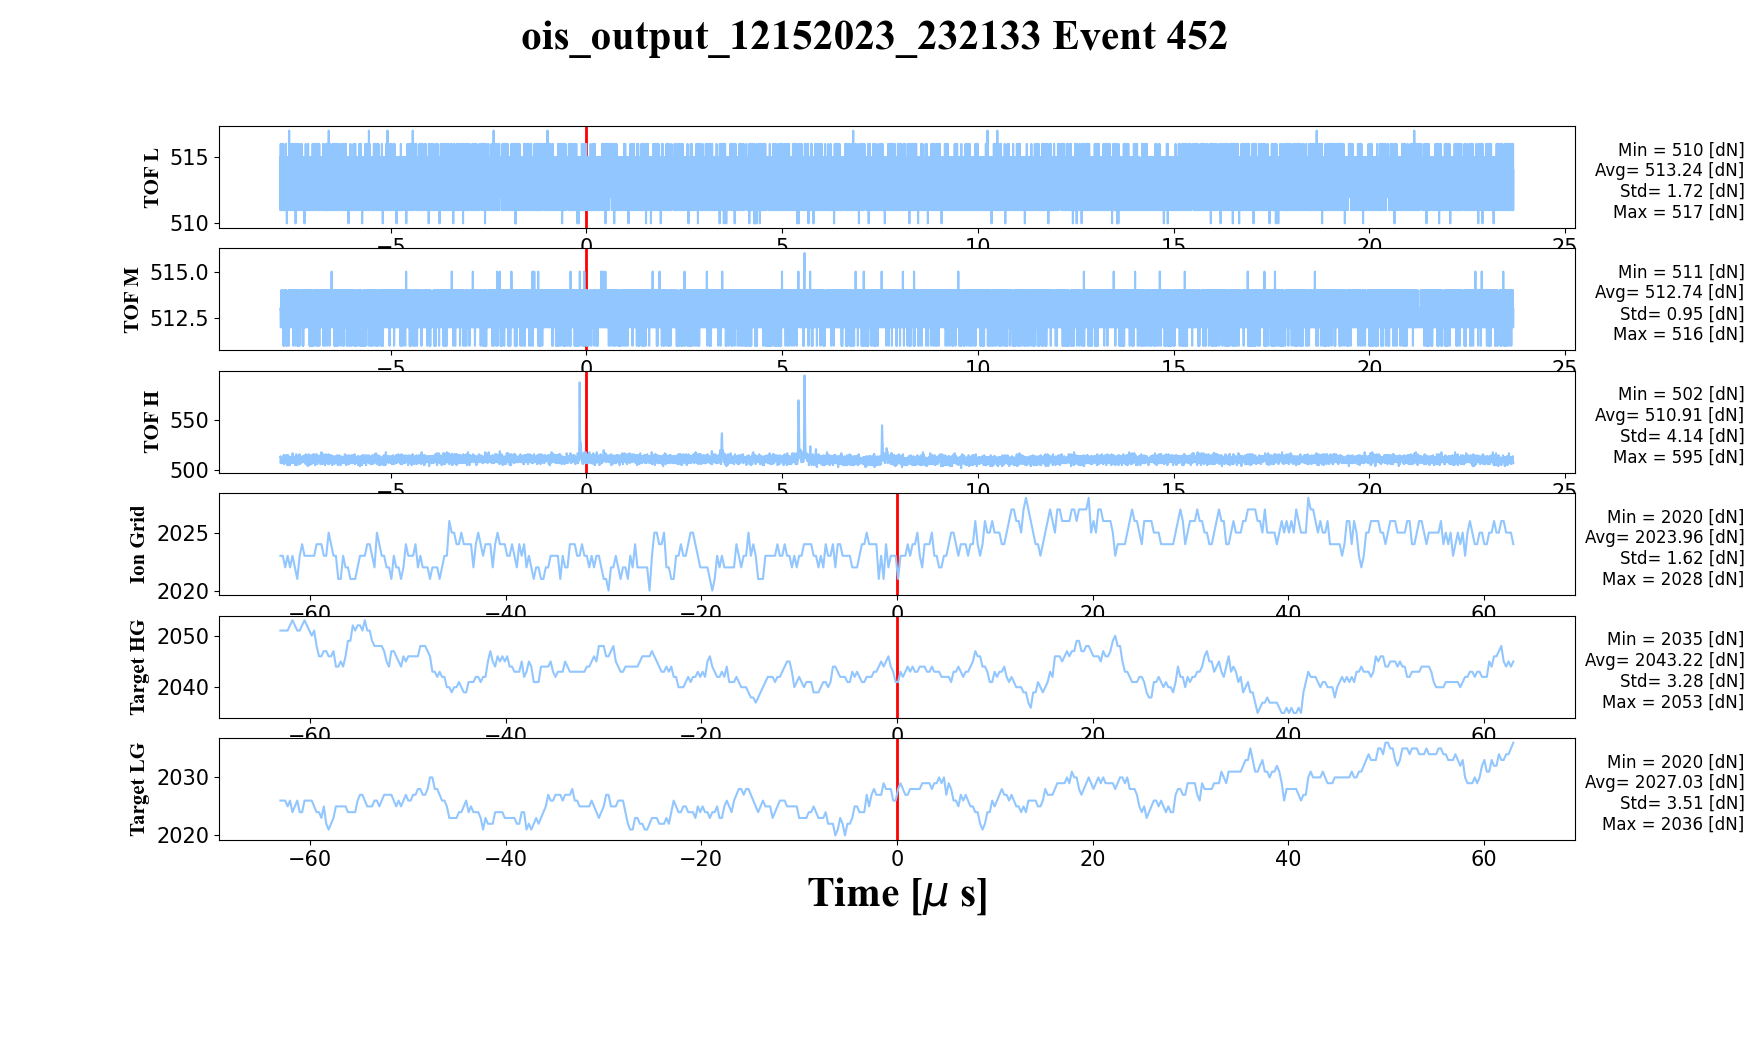 ois_output_12152023_232133 Event 452
TOF L
515
510
−5
0
5
10
15
20
25
Min = 510 [dN]
Avg= 513.24 [dN]
Std= 1.72 [dN]
Max = 517 [dN]
TOF M
515.0
512.5
−5
0
5
10
15
20
25
Min = 511 [dN]
Avg= 512.74 [dN]
Std= 0.95 [dN]
Max = 516 [dN]
TOF H
550
500
−5
0
5
10
15
20
25
Min = 502 [dN]
Avg= 510.91 [dN]
Std= 4.14 [dN]
Max = 595 [dN]
Ion Grid
2025
2020
−60
−40
−20
0
20
40
60
Min = 2020 [dN]
Avg= 2023.96 [dN]
Std= 1.62 [dN]
Max = 2028 [dN]
Target HG
2050
2040
−60
−40
−20
0
20
40
60
Min = 2035 [dN]
Avg= 2043.22 [dN]
Std= 3.28 [dN]
Max = 2053 [dN]
Target LG
2030
2020
−60
−40
−20
0
20
40
60
Min = 2020 [dN]
Avg= 2027.03 [dN]
Std= 3.51 [dN]
Max = 2036 [dN]
Time [μ s]